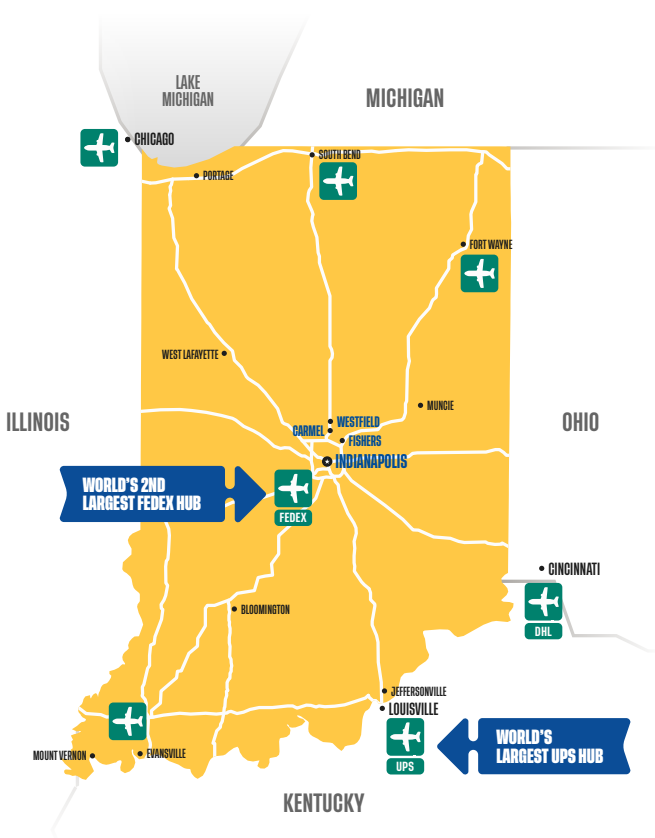 LAKE
MICHIGAN
MICHIGAN
CHICAGO
SOUTH BEND
PORTAGE
FORT WAYNE
WEST LAFAYETTE
MUNCIE
ILLINOIS
WESTFIELD
CARMEL
FISHERS
OHIO
INDIANAPOLIS
WORLD'S 2ND
LARGEST FEDEX HUB
FEDEX
CINCINNATI
BLOOMINGTON
DHL
JEFFERSONVILLE
LOUISVILLE
WORLD'S
LARGEST UPS HUB
UPS
MOUNT VERNON
EVANSVILLE
KENTUCKY